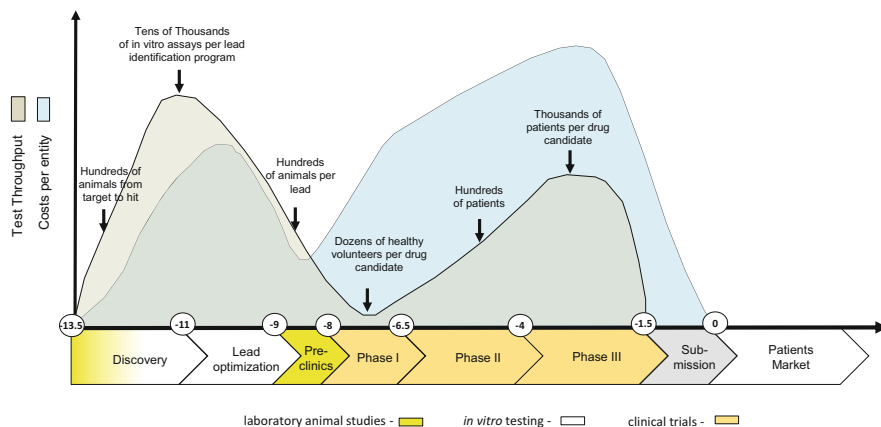 Tens of Thousands
of in vitro assays per lead
identification program
Hundreds of
animals from
target to hit
Hundreds
of animals per
lead
Dozens of healthy
volunteers per drug
candidate
Hundreds
of patients
Thousands of
patients per drug
candidate
Test Throughput
Costs per entity
-13.5
-11
-9
-8
-6.5
-4
-1.5
0
Discovery
Lead
optimization
Pre-
clinics
Phase I
Phase II
Phase III
Sub-
mission
Patients
Market
laboratory animal studies -
in vitro testing -
clinical trials -